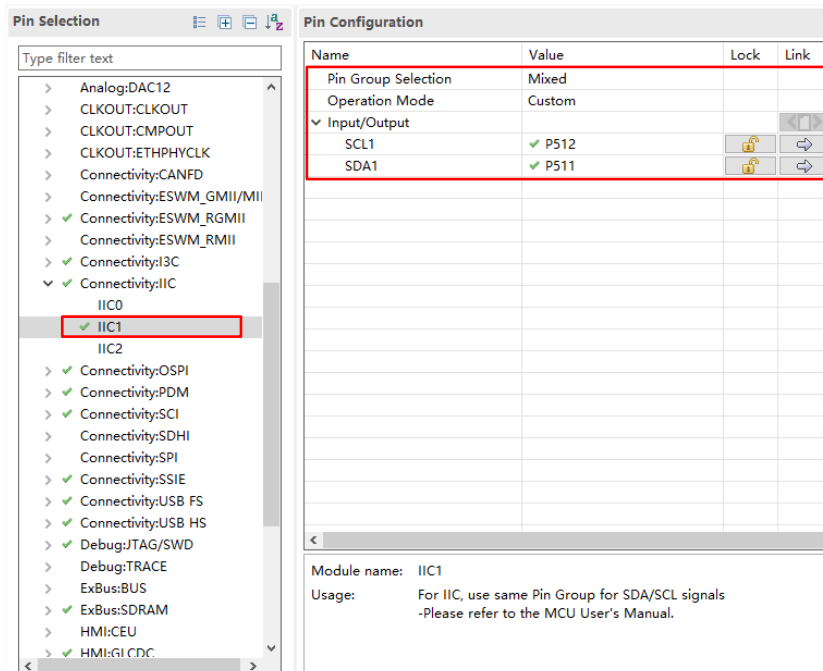 Pin Selection
Type filter text
Analog:DAC12
CLKOUT:CLKOUT
CLKOUT:CMPOUT
CLKOUT:ETHPHYCLK
Connectivity:CANFD
Connectivity:ESWM_GMII/MII
Connectivity:ESWM_RGMII
Connectivity:ESWM_RMII
Connectivity:I3C
Connectivity:IIC
IIC0
IIC1
IIC2
Connectivity:OSPI
Connectivity:PDM
Connectivity:SCI
Connectivity:SDHI
Connectivity:SPI
Connectivity:SSIE
Connectivity:USB FS
Connectivity:USB HS
Debug:JTAG/SWD
Debug:TRACE
ExBus:BUS
ExBus:SDRAM
HMI:CEU
HMI:GLCDC
Pin Configuration
Name Value Lock Link
Pin Group Selection Mixed
Operation Mode Custom
Input/Output
SCL1 P512
SDA1 P511
Module name: IIC1
Usage: For IIC, use same Pin Group for SDA/SCL signals
-Please refer to the MCU User's Manual.